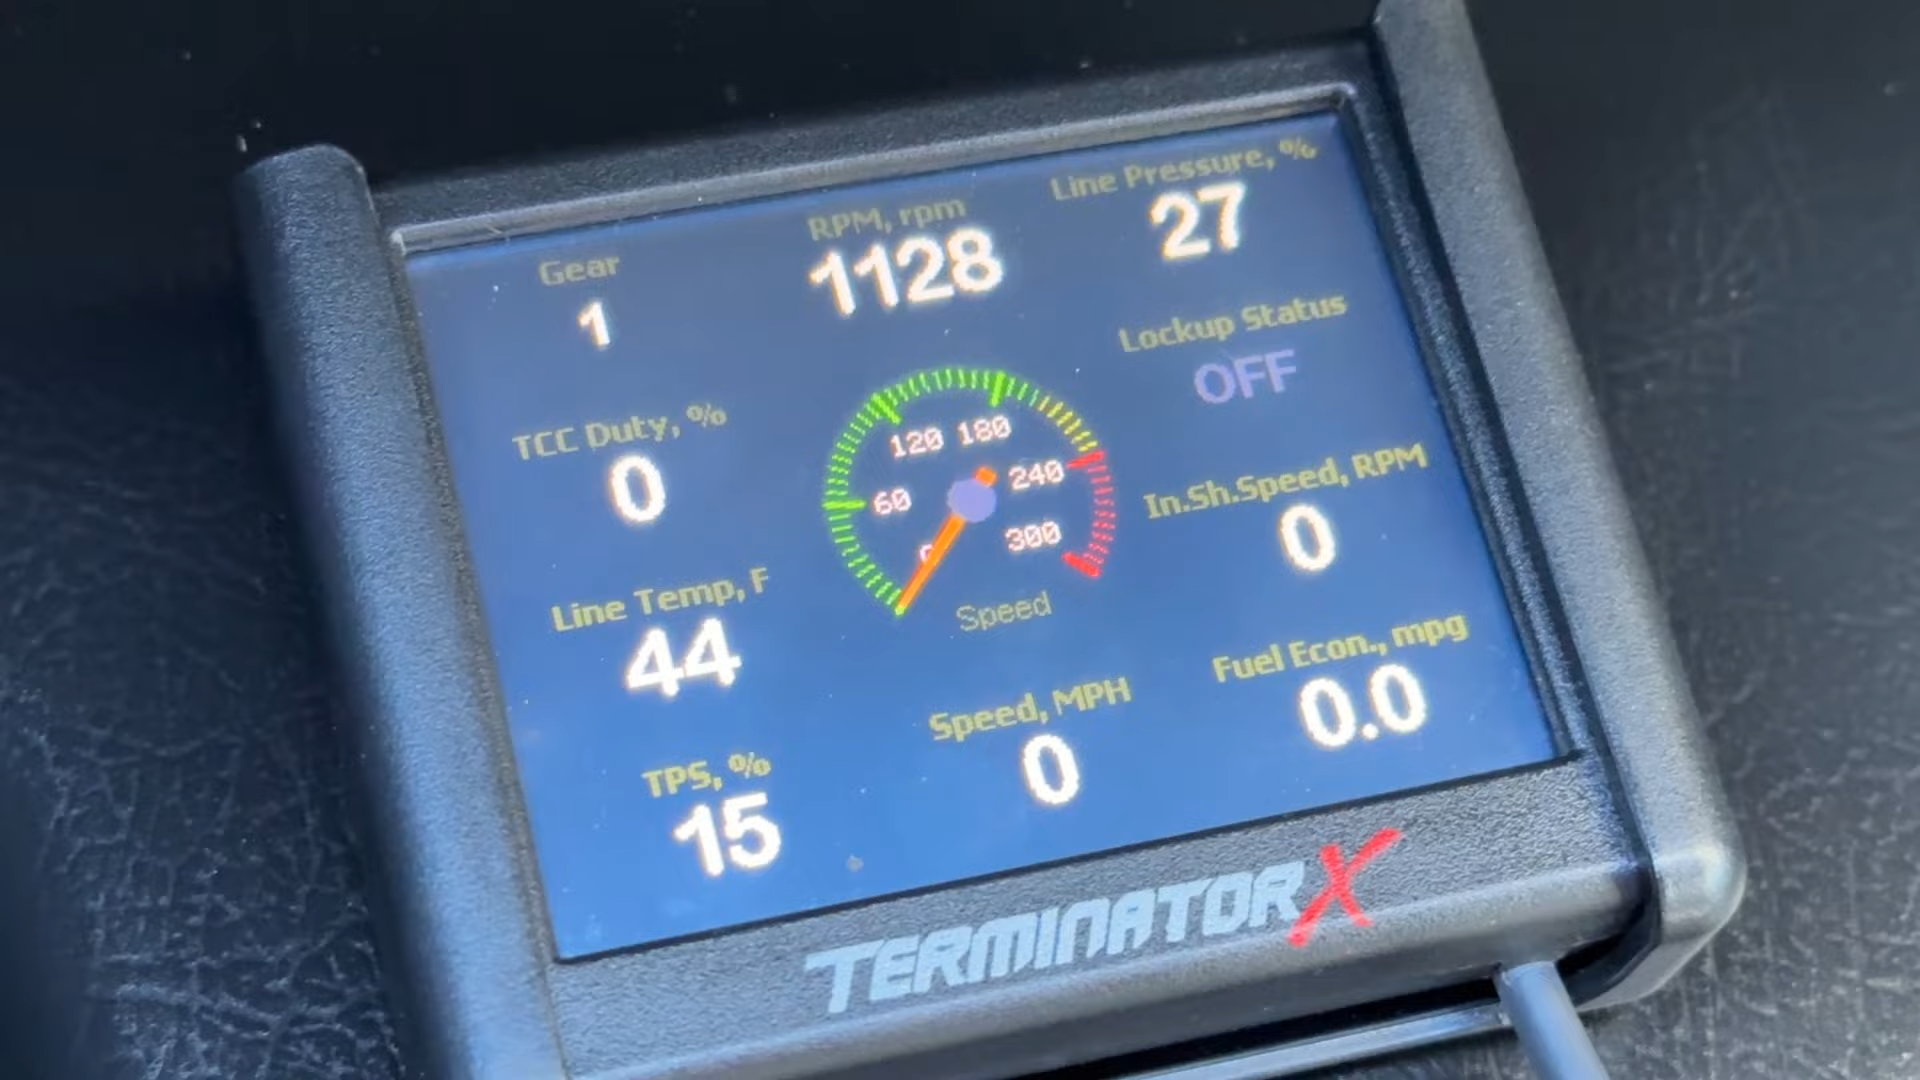 Gear
1
RPM, rpm
1128
Line Pressure, %
27
TCC Duty, %
0
Lockup Status
OFF
120 180
60
240
0
300
Speed
In.Sh.Speed, RPM
0
Line Temp, F
44
Speed, MPH
0
Fuel Econ., mpg
0.0
TPS, %
15
TERMINATOR X